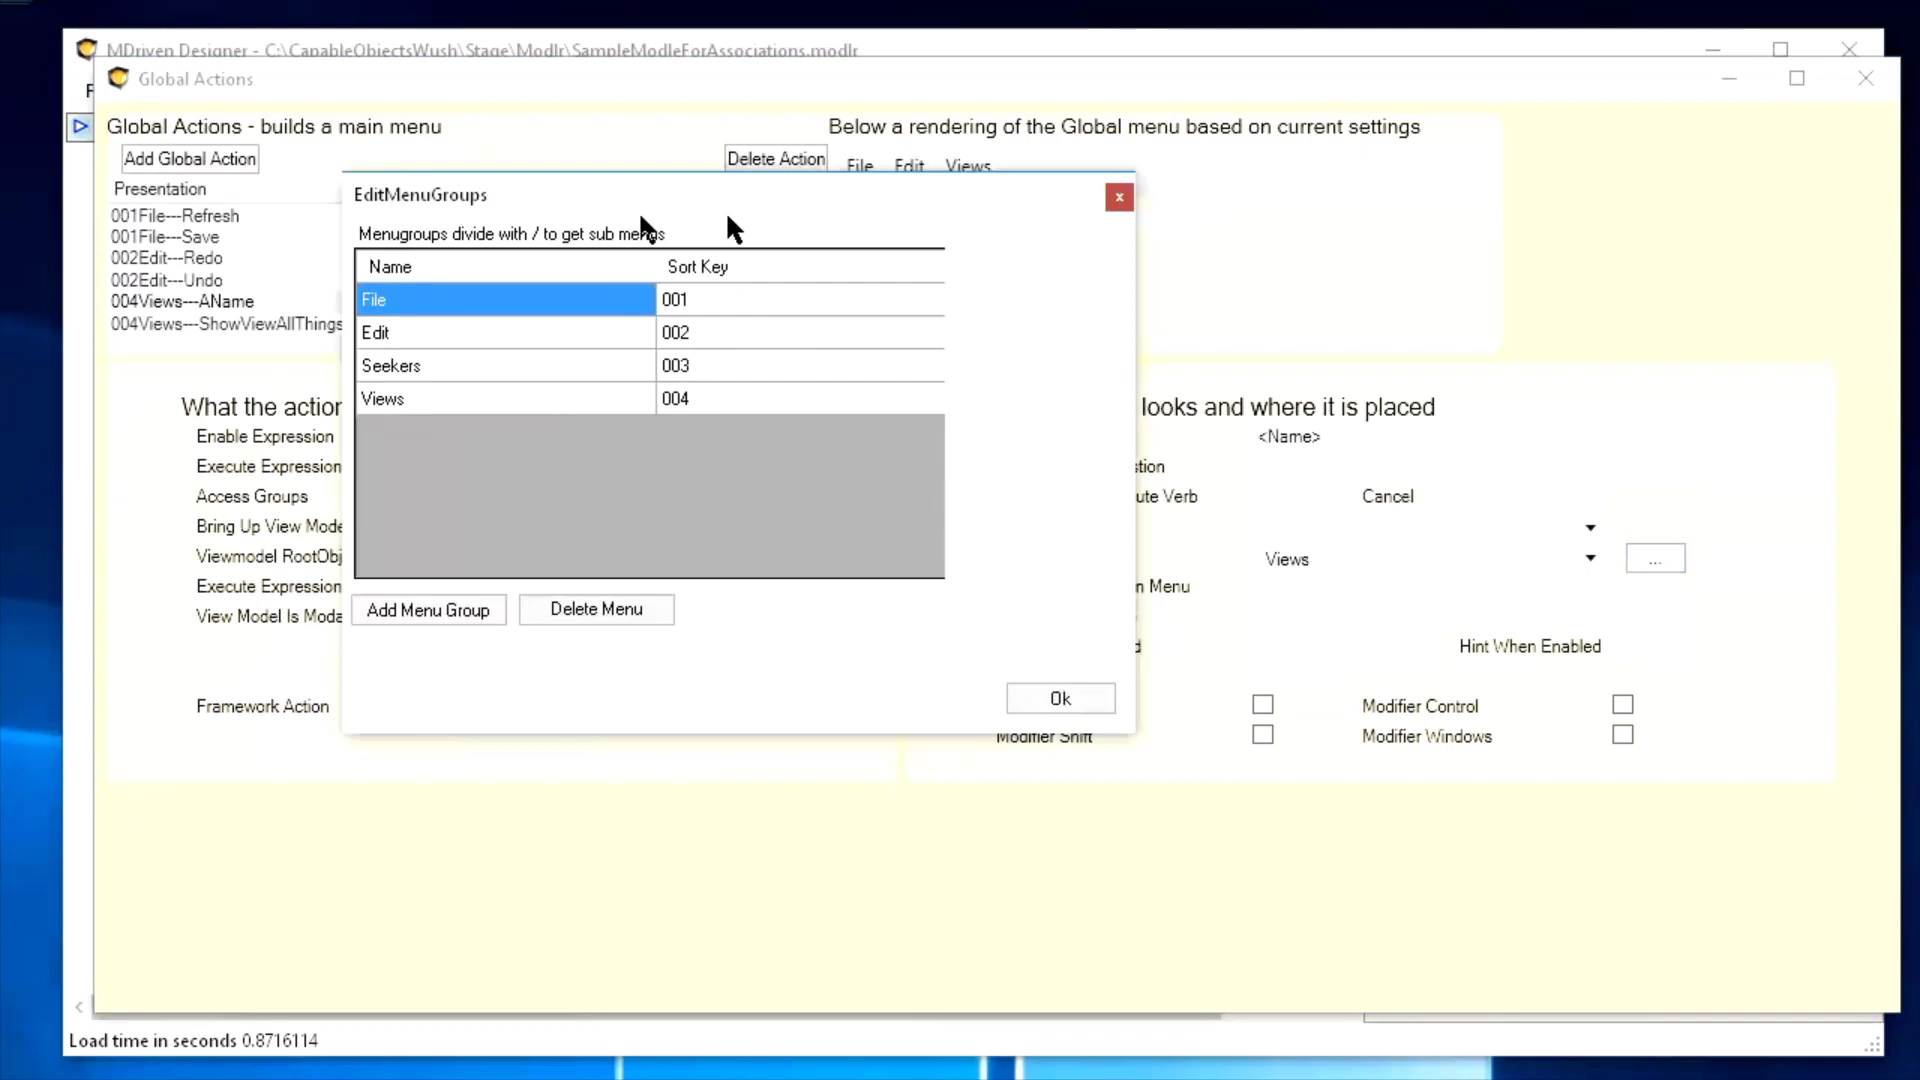 MDriven Designer - C:\CapableObjectsWush\Stage\Modlr\SampleModleForAssociations.modlr
Global Actions
F
Global Actions - builds a main menu
Below a rendering of the Global menu based on current settings
Add Global Action
Delete Action
File Edit Views
Presentation
001File---Refresh
001File---Save
002Edit---Redo
002Edit---Undo
004Views---AName
004Views---ShowViewAllThings
EditMenuGroups
x
Menugroups divide with / to get sub menus
Name Sort Key
File 001
Edit 002
Seekers 003
Views 004
Add Menu Group
Delete Menu
Ok
What the action
Enable Expression
Execute Expression
Access Groups
Bring Up View Mode
Viewmodel RootObj
Execute Expression
View Model Is Moda
Framework Action
looks and where it is placed
<Name>
stion
ute Verb
Cancel
Views
...
n Menu
d
Hint When Enabled
Modifier Control
Modifier Shift
Modifier Windows
Load time in seconds 0.8716114